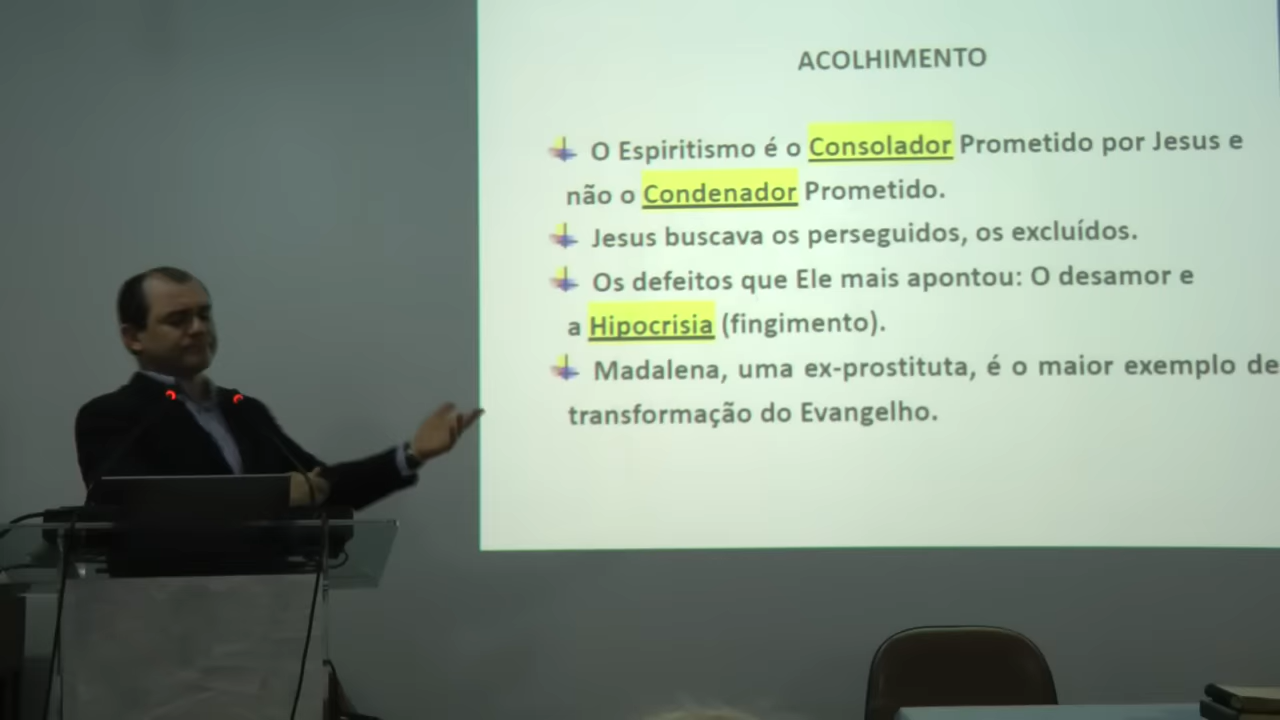 ACOLHIMENTO
O Espiritismo é o Consolador Prometido por Jesus e
não o Condenador Prometido.
Jesus buscava os perseguidos, os excluídos.
Os defeitos que Ele mais apontou: O desamor e
a Hipocrisia (fingimento).
Madalena, uma ex-prostituta, é o maior exemplo de
transformação do Evangelho.